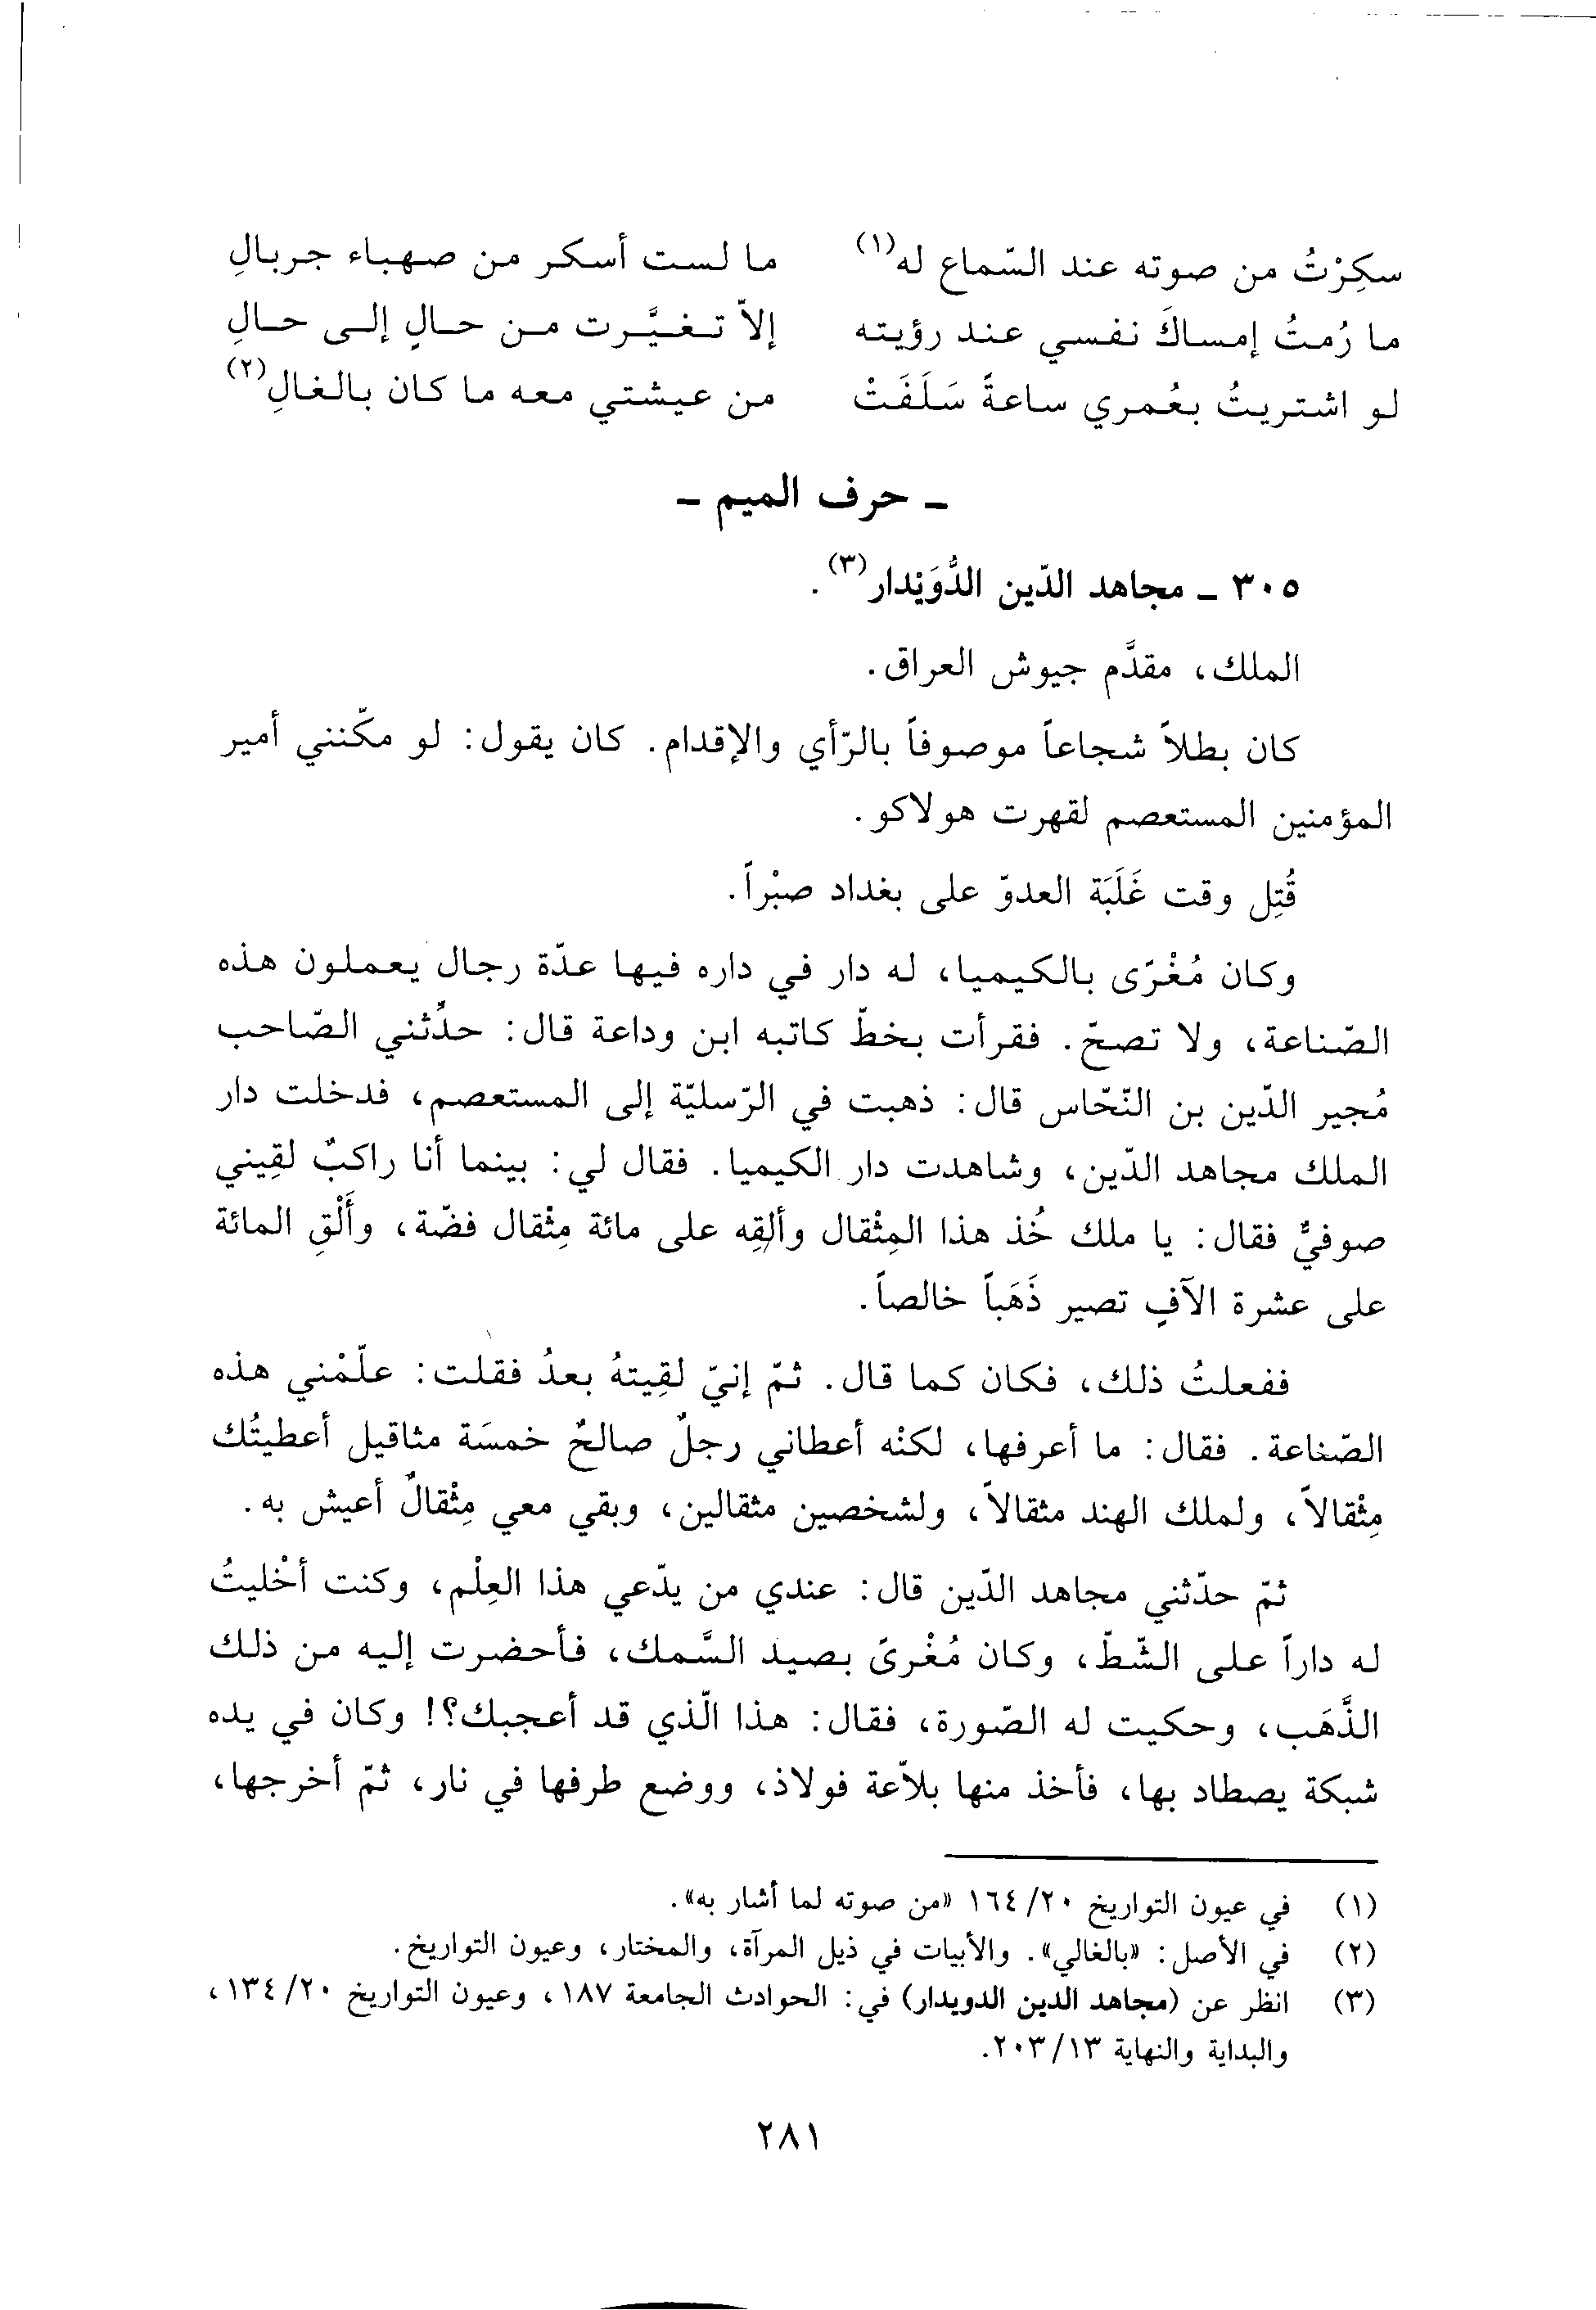 سكِرْتُ من صوته عند السّماع له(١) ما لست أسكر من صهباء جربالِ
ما رُمتُ إمساكَ نفسي عند رؤيته إلاّ تغيَّرت من حالٍ إلى حالِ
لو اشتريتُ بعُمري ساعةً سَلَفَتْ من عيشتي معه ما كان بالغالِ(٢)
ـ حرف الميم ـ
٣٠٥ ـ مجاهد الدّين الدُّوَيْدار(٣).
الملك، مقدَّم جيوش العراق.
كان بطلاً شجاعاً موصوفاً بالرّأي والإقدام. كان يقول: لو مكّنني أمير
المؤمنين المستعصم لقهرت هولاكو.
قُتِل وقت غَلَبَة العدوّ على بغداد صبْراً.
وكان مُغْرًى بالكيميا، له دار في داره فيها عدّة رجال يعملون هذه
الصّناعة، ولا تصحّ. فقرأت بخطّ كاتبه ابن وداعة قال: حدَّثني الصّاحب
مُجير الدّين بن النّحّاس قال: ذهبت في الرّسليّة إلى المستعصم، فدخلت دار
الملك مجاهد الدّين، وشاهدت دار الكيميا. فقال لي: بينما أنا راكبٌ لقِيني
صوفيٌّ فقال: يا ملك خُذ هذا المِثْقال وألقِه على مائة مِثْقال فضّة، وأَلْقِ المائة
على عشرة الآفٍ تصير ذَهَباً خالصاً.
ففعلتُ ذلك، فكان كما قال. ثمّ إنيّ لقِيتهُ بعدُ فقلت: علّمْني هذه
الصّناعة. فقال: ما أعرفها، لكنْه أعطاني رجلٌ صالحٌ خمسَة مثاقيل أعطيتُك
مِثْقالاً، ولملك الهند مثقالاً، ولشخصين مثقالين، وبقي معي مِثْقالٌ أعيش به.
ثمّ حدّثني مجاهد الدّين قال: عندي من يدّعي هذا العِلْم، وكنت أخْليتُ
له داراً على الشّطّ، وكان مُغْرىً بصيد السَّمك، فأحضرت إليه من ذلك
الذَّهَب، وحكيت له الصّورة، فقال: هذا الّذي قد أعجبك؟! وكان في يده
شبكة يصطاد بها، فأخذ منها بلاّعة فولاذ، ووضع طرفها في نار، ثمّ أخرجها،
(١) في عيون التواريخ ٢٠/ ١٦٤ «من صوته لما أشار به».
(٢) في الأصل: «بالغالي». والأبيات في ذيل المرآة، والمختار، وعيون التواريخ.
(٣) انظر عن (مجاهد الدين الدويدار) في: الحوادث الجامعة ١٨٧، وعيون التواريخ ٢٠/ ١٣٤،
والبداية والنهاية ١٣/ ٢٠٣.
٢٨١